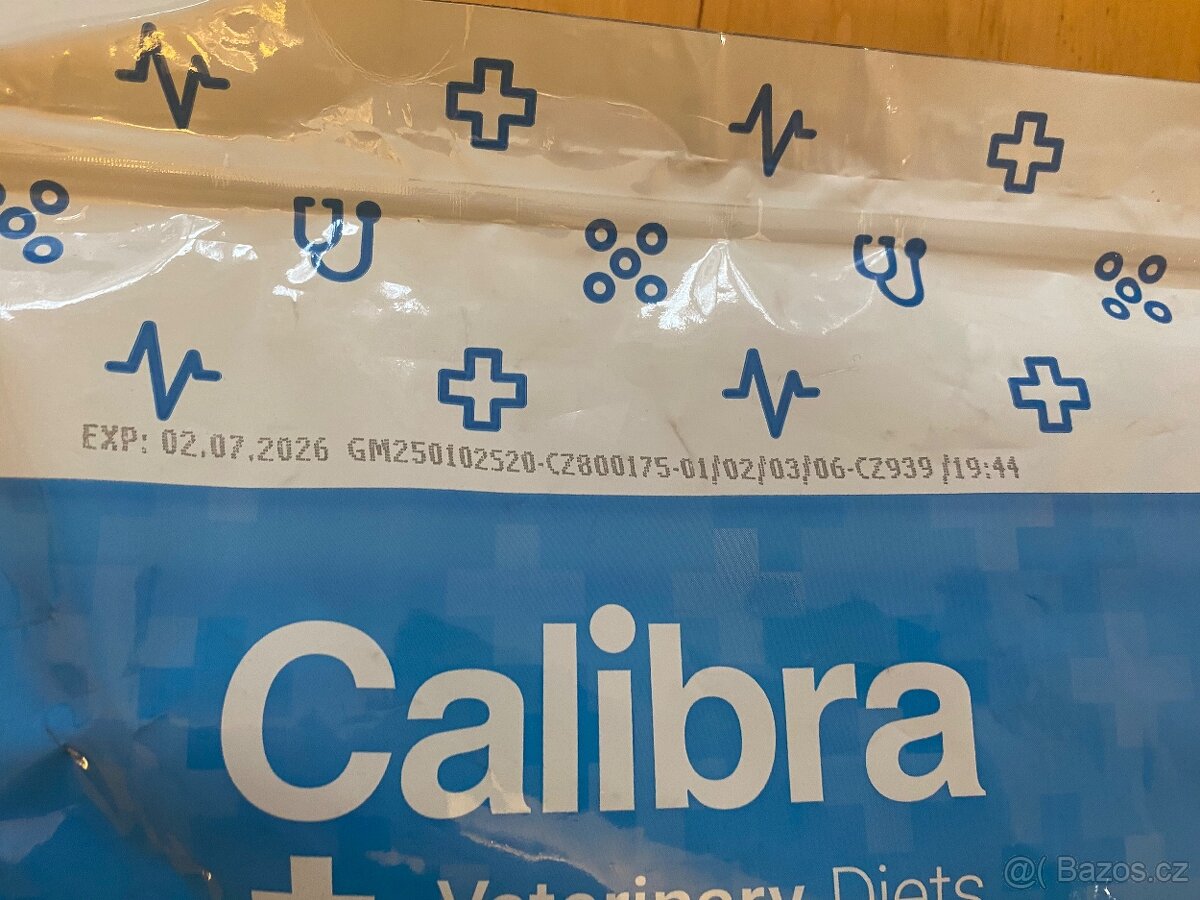 EXP: 02.07.2026 GM250102520-CZ800175-01/02/03/06-CZ939 /19:44
Calibra
Veterinary Diets
@( Bazos.cz